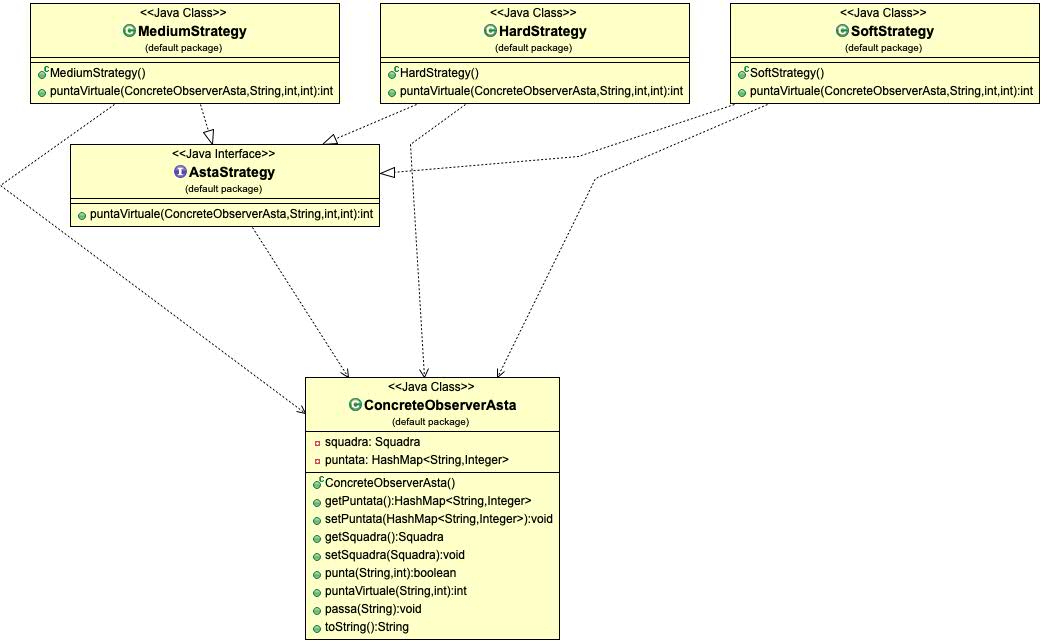 <<Java Class>>
MediumStrategy
(default package)
MediumStrategy()
puntaVirtuale(ConcreteObserverAsta,String,int,int):int
<<Java Class>>
HardStrategy
(default package)
HardStrategy()
puntaVirtuale(ConcreteObserverAsta,String,int,int):int
<<Java Class>>
SoftStrategy
(default package)
SoftStrategy()
puntaVirtuale(ConcreteObserverAsta,String,int,int):int
<<Java Interface>>
AstaStrategy
(default package)
puntaVirtuale(ConcreteObserverAsta,String,int,int):int
<<Java Class>>
ConcreteObserverAsta
(default package)
squadra: Squadra
puntata: HashMap<String,Integer>
ConcreteObserverAsta()
getPuntata():HashMap<String,Integer>
setPuntata(HashMap<String,Integer>):void
getSquadra():Squadra
setSquadra(Squadra):void
punta(String,int):boolean
puntaVirtuale(String,int):int
passa(String):void
toString():String